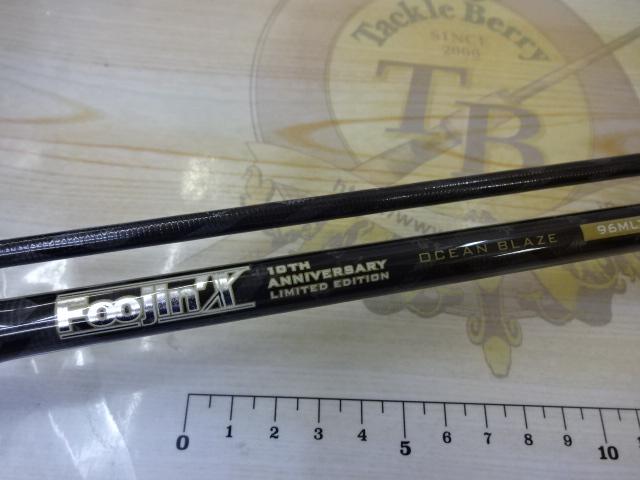 Tackle Berry
SINCE
2000
TB
Foojin'X
10TH
ANNIVERSARY
LIMITED EDITION
OCEAN BLAZE
96ML
0 1 2 3 4 5 6 7 8 9 10